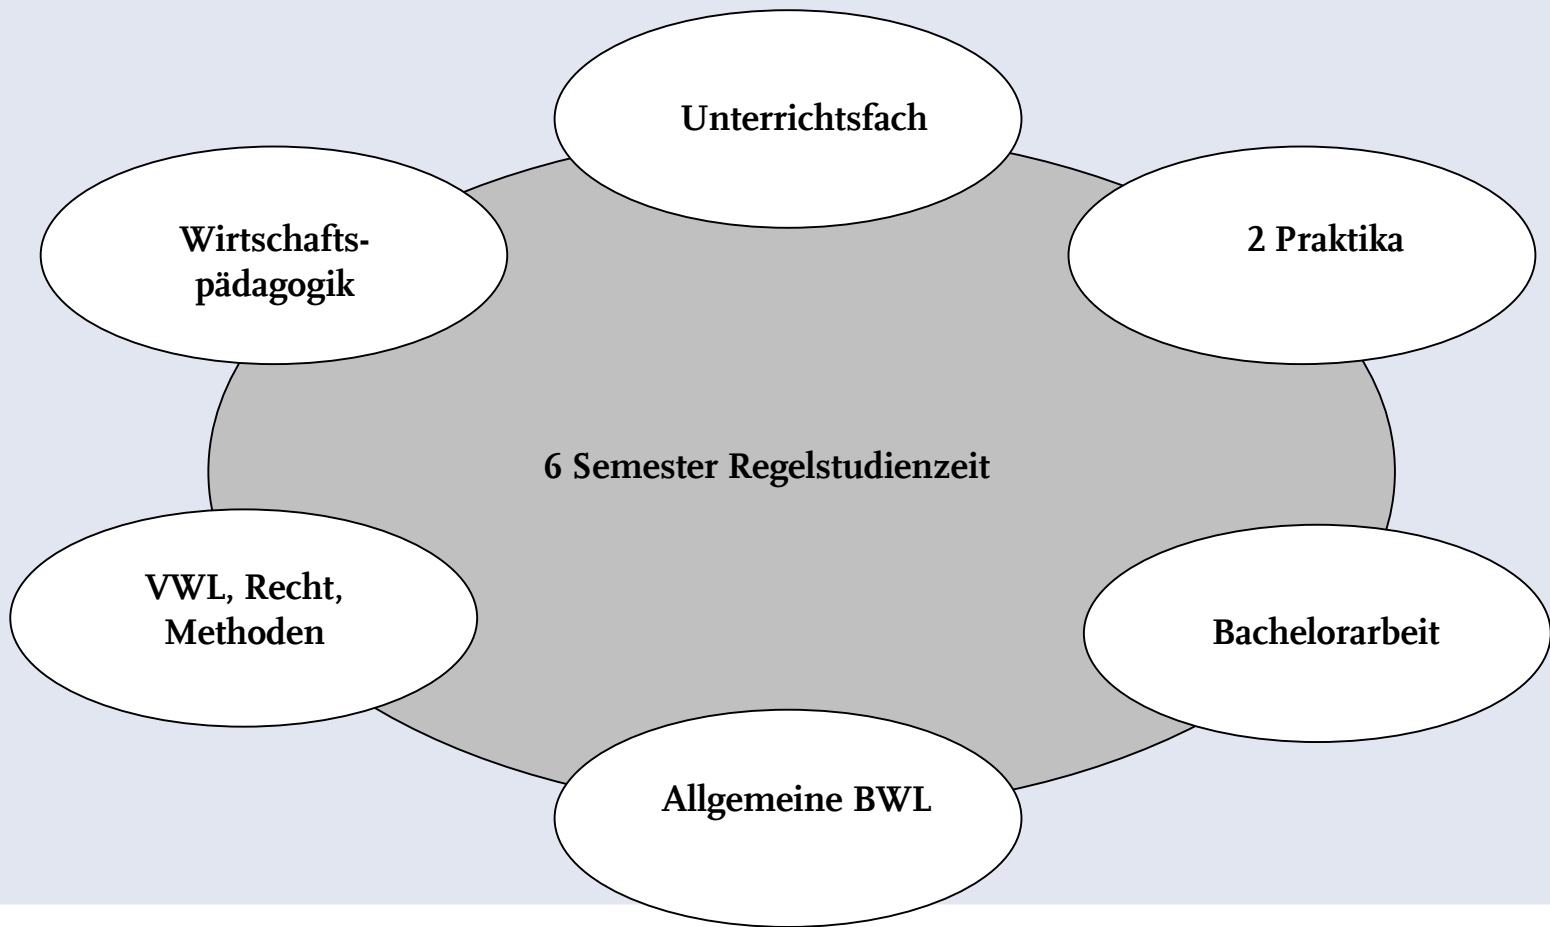 Unterrichtsfach
Wirtschafts-
pädagogik
2 Praktika
6 Semester Regelstudienzeit
VWL, Recht,
Methoden
Bachelorarbeit
Allgemeine BWL